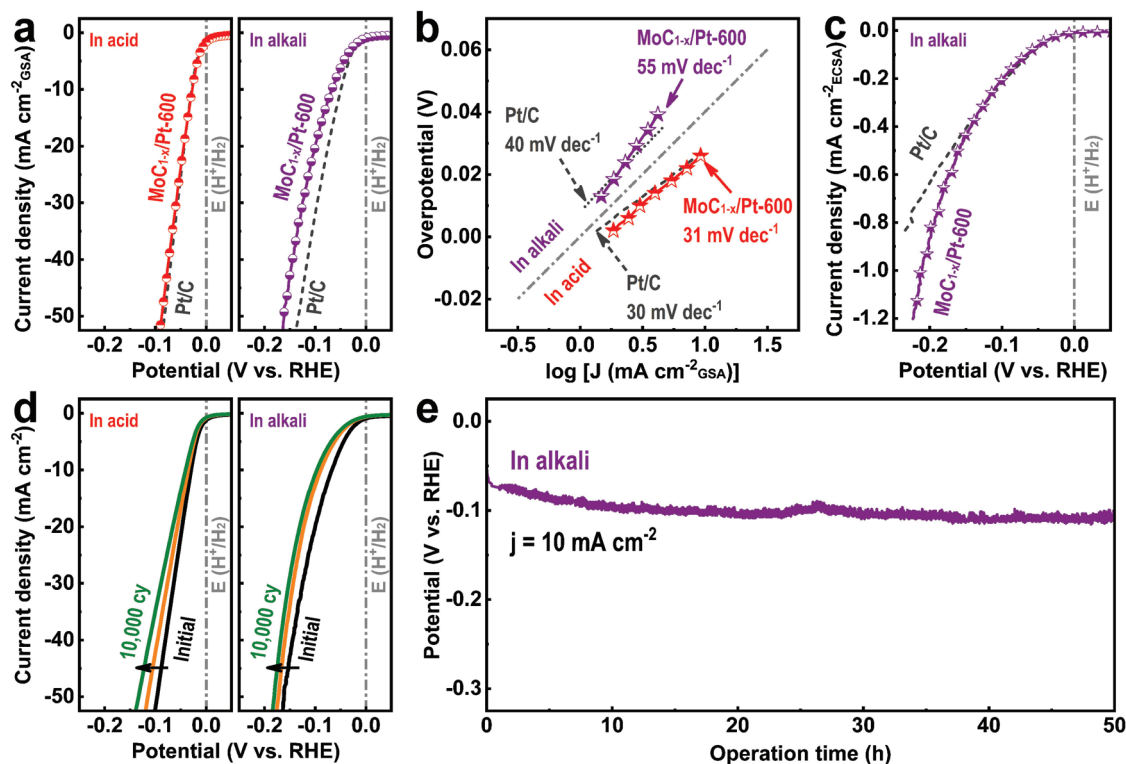 a
In acid
In alkali
MoC1-x/Pt-600
Pt/C
E (H+/H2)
MoC1-x/Pt-600
Pt/C
E (H+/H2)
Current density (mA cm-2GSA)
0
-10
-20
-30
-40
-50
-0.2 -0.1 0.0
-0.2 -0.1 0.0
Potential (V vs. RHE)
b
MoC1-x/Pt-600
55 mV dec-1
Pt/C
40 mV dec-1
In alkali
In acid
MoC1-x/Pt-600
31 mV dec-1
Pt/C
30 mV dec-1
Overpotential (V)
0.06
0.04
0.02
0.00
-0.02
-0.5 0.0 0.5 1.0 1.5
log [J (mA cm-2GSA)]
c
In alkali
Pt/C
MoC1-x/Pt-600
E (H+/H2)
Current density (mA cm-2ECSA)
0.0
-0.2
-0.4
-0.6
-0.8
-1.0
-1.2
-0.2 -0.1 0.0
Potential (V vs. RHE)
d
In acid
In alkali
10,000 cy
Initial
E (H+/H2)
10,000 cy
Initial
E (H+/H2)
Current density (mA cm-2)
0
-10
-20
-30
-40
-50
-0.2 -0.1 0.0
-0.2 -0.1 0.0
Potential (V vs. RHE)
e
In alkali
j = 10 mA cm-2
Potential (V vs. RHE)
0.0
-0.1
-0.2
-0.3
0 10 20 30 40 50
Operation time (h)